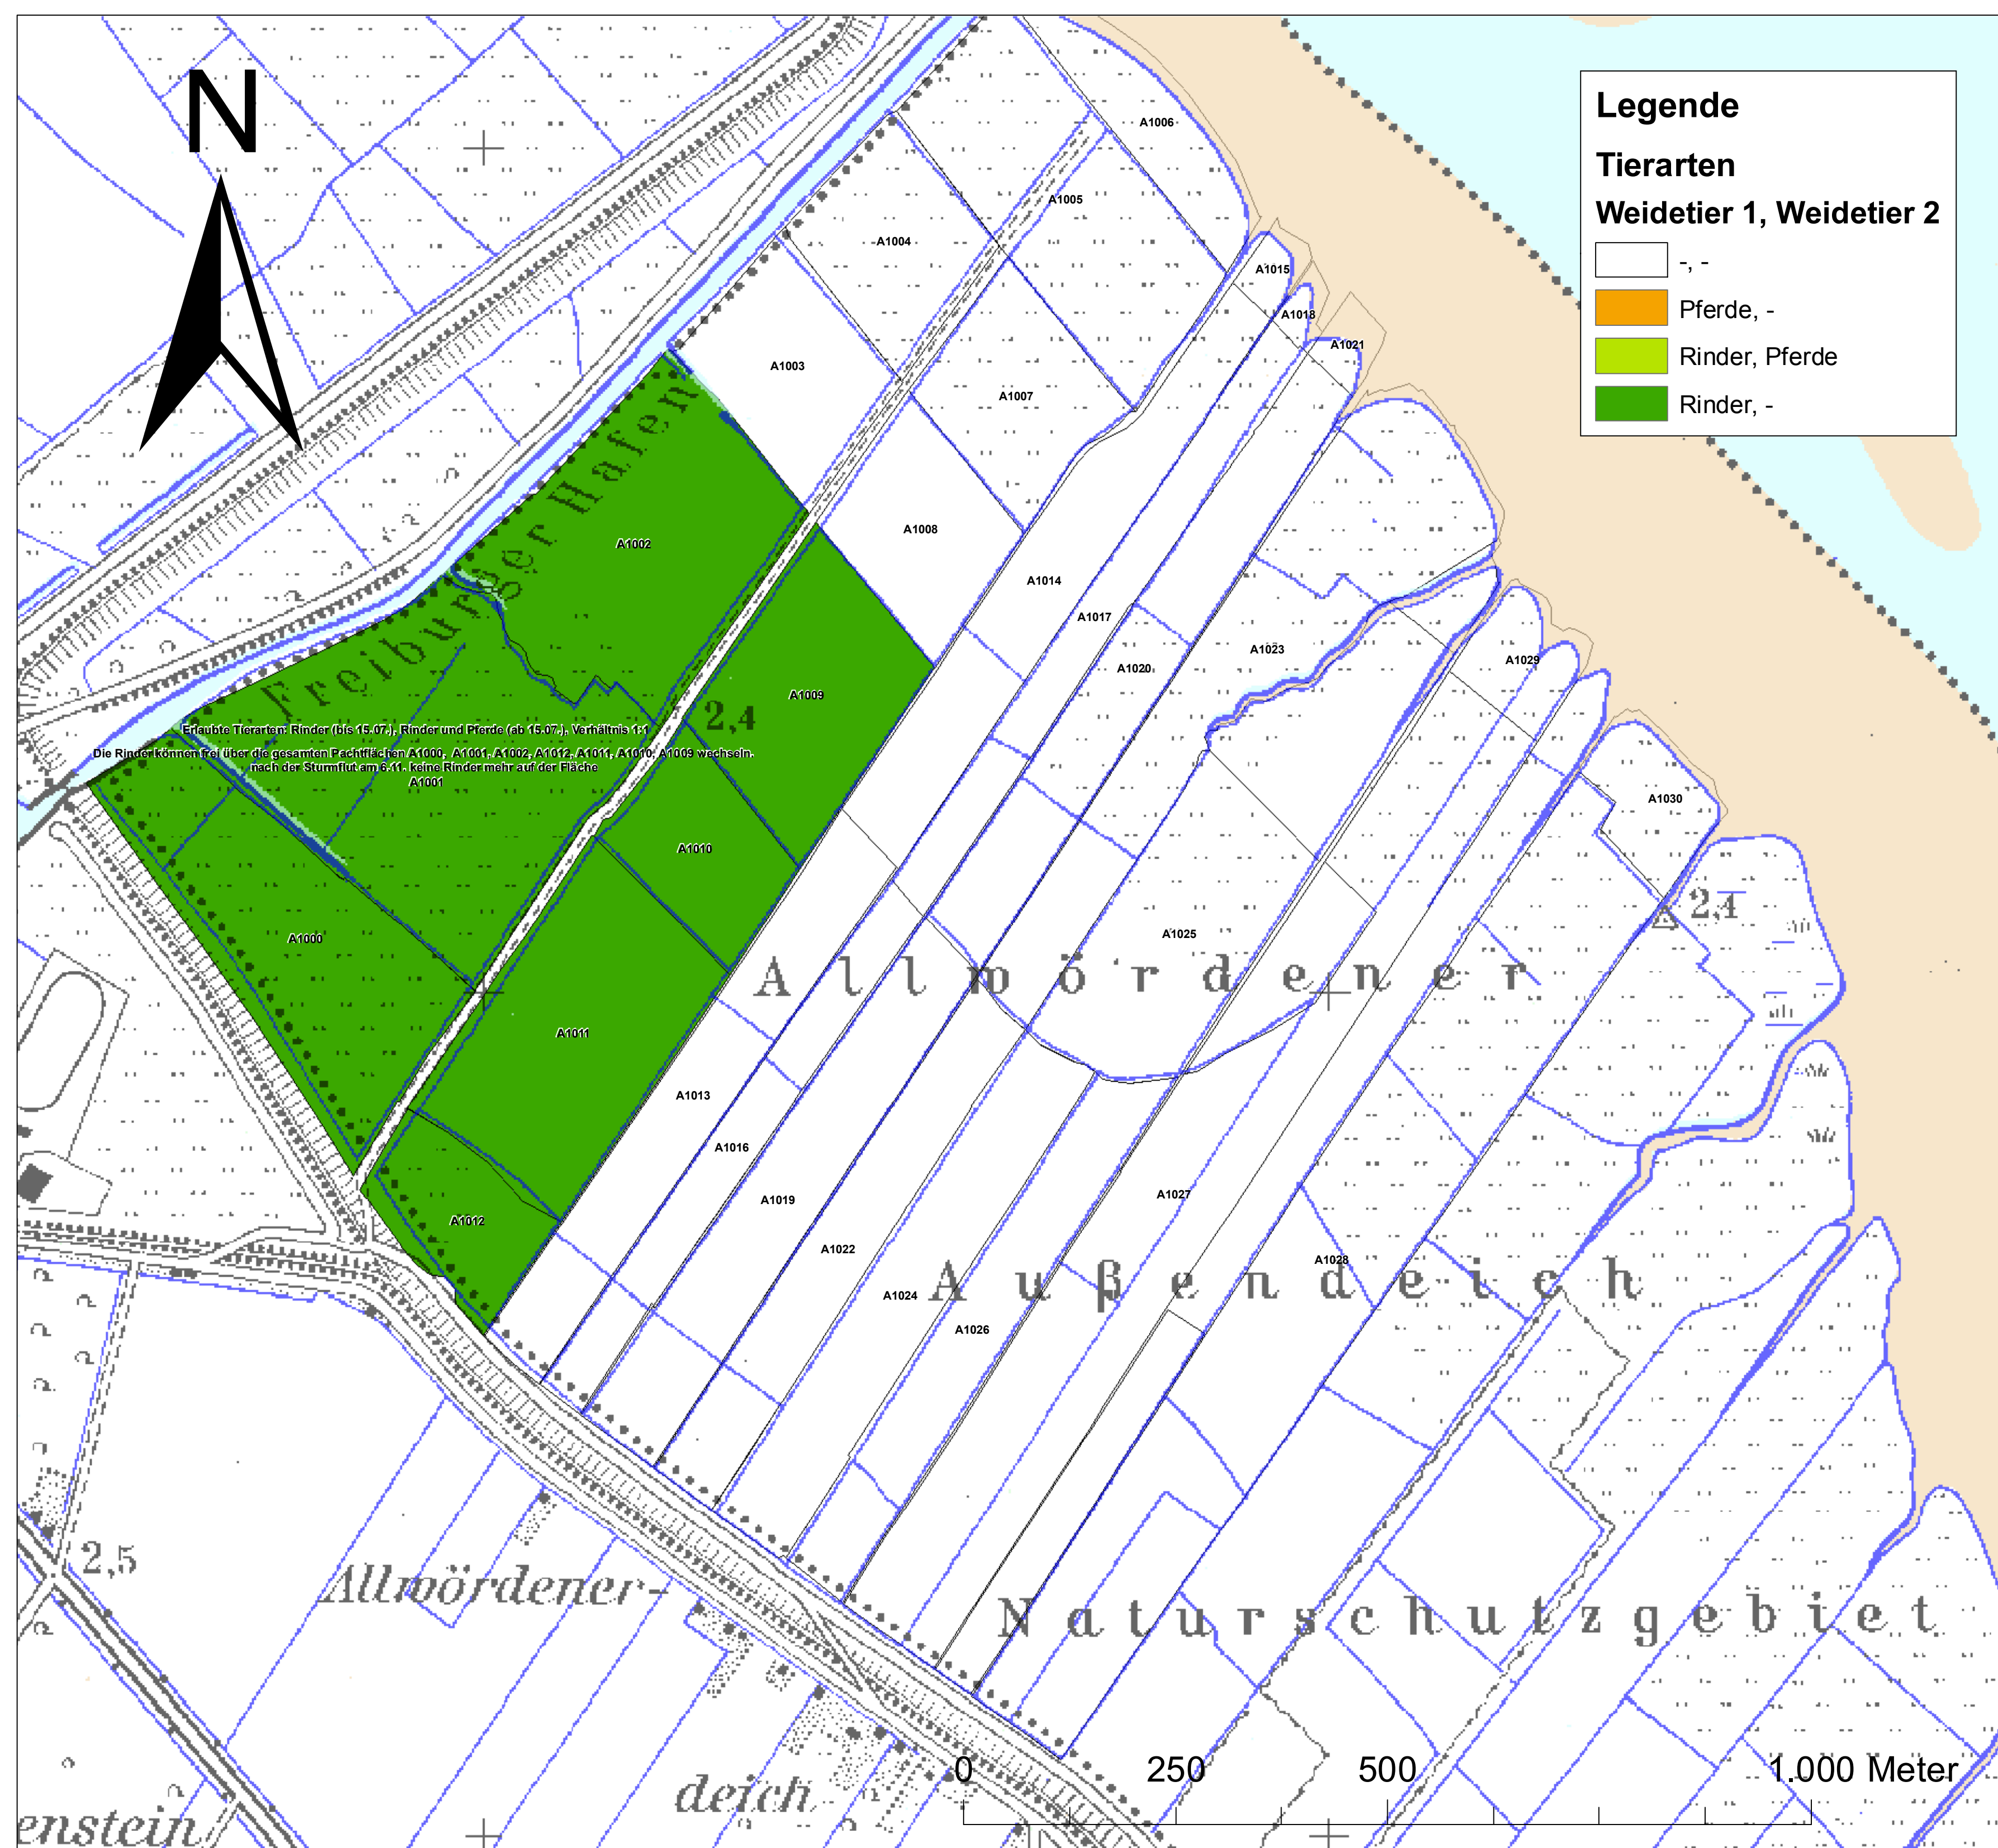 N
Legende
Tierarten
Weidetier 1, Weidetier 2
-, -
Pferde, -
Rinder, Pferde
Rinder, -
A1006
A1005
A1004
A1015
A1018
A1021
A1003
A1007
Freiburger Hafen
A1002
A1008
A1014
A1017
A1020
A1023
A1029
A1009
2,4
Erlaubte Tierarten: Rinder (bis 15.07.), Rinder und Pferde (ab 15.07.), Verhältnis 1:1
Die Rinder können frei über die gesamten Pachtflächen A1000, A1001, A1002, A1012, A1011, A1010, A1009 wechseln.
nach der Sturmflut am 6.11. keine Rinder mehr auf der Fläche
A1001
A1030
A1010
2,4
A1000
A1025
Allwördener
A1011
A1013
A1016
A1019
A1027
A1012
A1022
A1028
Außendeich
A1024
A1026
2,5
Allwördener-
Naturschutzgebiet
deich
0 250 500 1.000 Meter
enstein